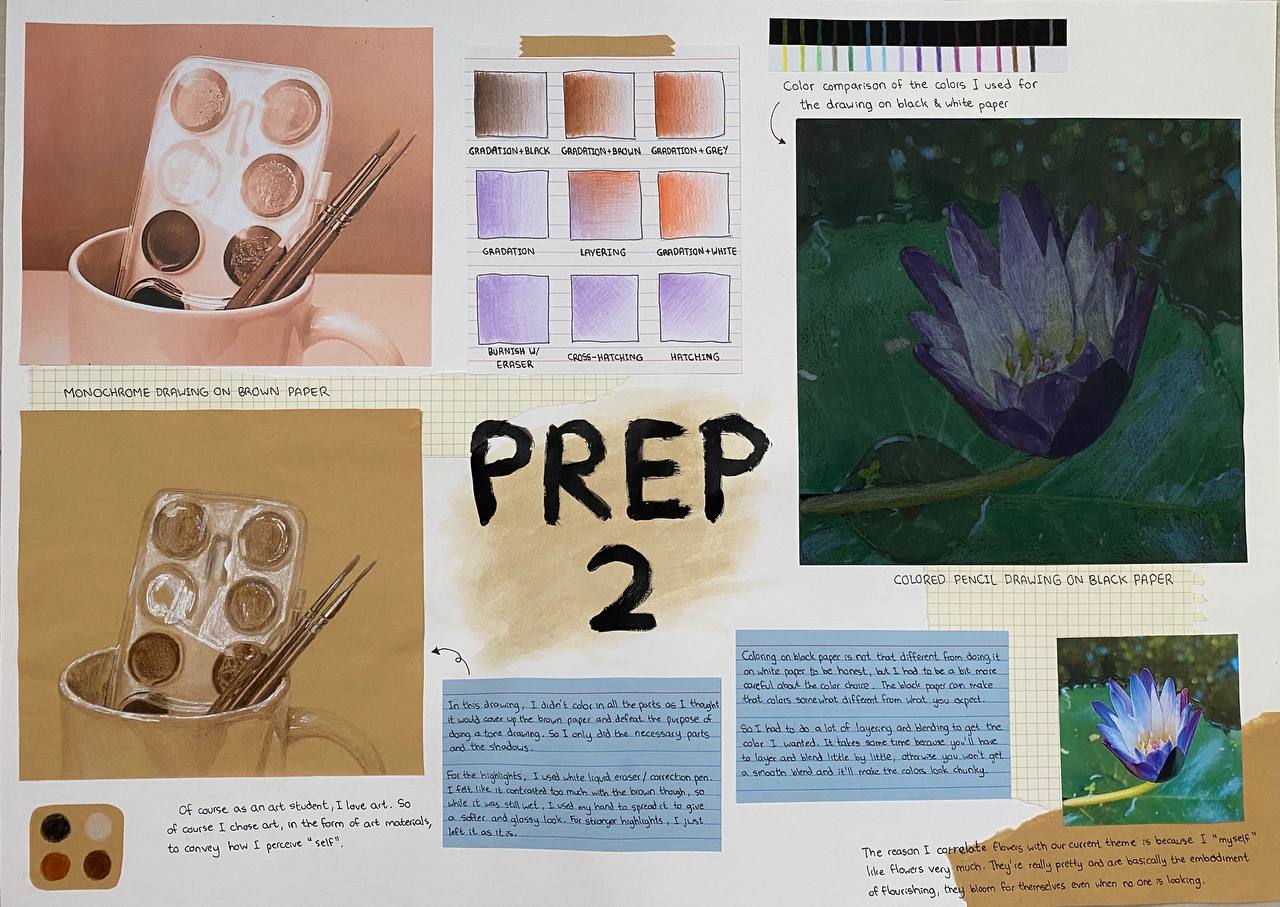 GRADATION+BLACK GRADATION+BROWN GRADATION+GREY
GRADATION LAYERING GRADATION+WHITE
BURNISH W/
ERASER
CROSS-HATCHING HATCHING
Color comparison of the colors I used for
the drawing on black & white paper
MONOCHROME DRAWING ON BROWN PAPER
PREP
2
COLORED PENCIL DRAWING ON BLACK PAPER
In this drawing, I didn't color in all the parts as I thought
it would cover up the brown paper and defeat the purpose of
doing a tone drawing. So I only did the necessary parts
and the shadows.
For the highlights, I used white liquid eraser/correction pen.
I felt like it contrasted too much with the brown though, so
while it was still wet, I used my hand to spread it to give
a softer and glossy look. For stronger highlights, I just
left it as it is.
Coloring on black paper is not that different from doing it
on white paper to be honest, but I had to be a bit more
careful about the color choice. The black paper can make
that colors somewhat different from what you expect.
So I had to do a lot of layering and blending to get the
color I wanted. It takes some time because you'll have
to layer and blend little by little, otherwise you won't get
a smooth blend and it'll make the colors look chunky.
Of course as an art student, I love art. So
of course I chose art, in the form of art materials,
to convey how I perceive "self".
The reason I correlate flowers with our current theme is because I "myself"
like flowers very much. They're really pretty and are basically the embodiment
of flourishing, they bloom for themselves even when no one is looking.